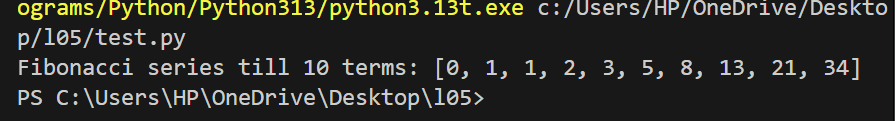 ograms/Python/Python313/python3.13t.exe c:/Users/HP/OneDrive/Deskto
p/l05/test.py
Fibonacci series till 10 terms: [0, 1, 1, 2, 3, 5, 8, 13, 21, 34]
PS C:\Users\HP\OneDrive\Desktop\l05>